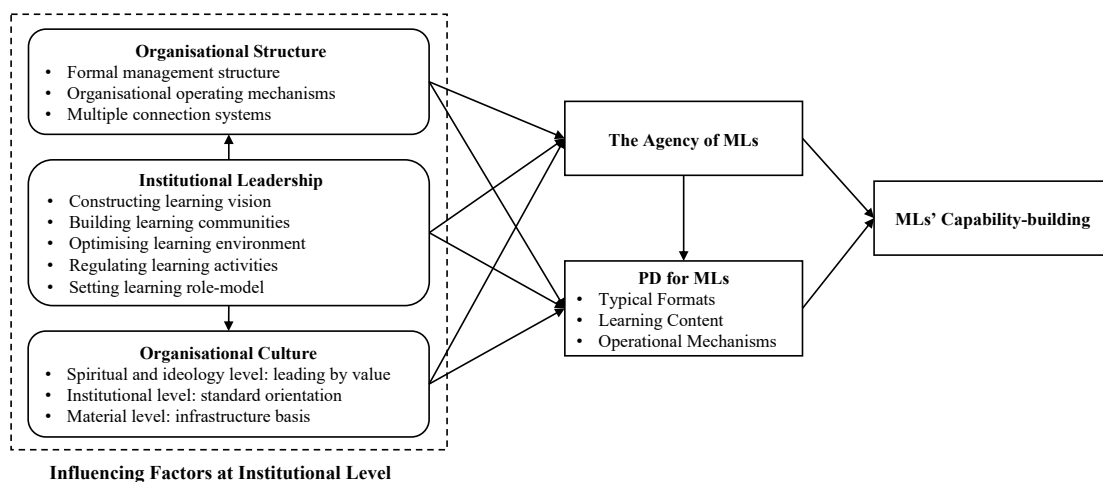 Organisational Structure
• Formal management structure
• Organisational operating mechanisms
• Multiple connection systems
Institutional Leadership
• Constructing learning vision
• Building learning communities
• Optimising learning environment
• Regulating learning activities
• Setting learning role-model
Organisational Culture
• Spiritual and ideology level: leading by value
• Institutional level: standard orientation
• Material level: infrastructure basis
Influencing Factors at Institutional Level
The Agency of MLs
PD for MLs
• Typical Formats
• Learning Content
• Operational Mechanisms
MLs’ Capability-building